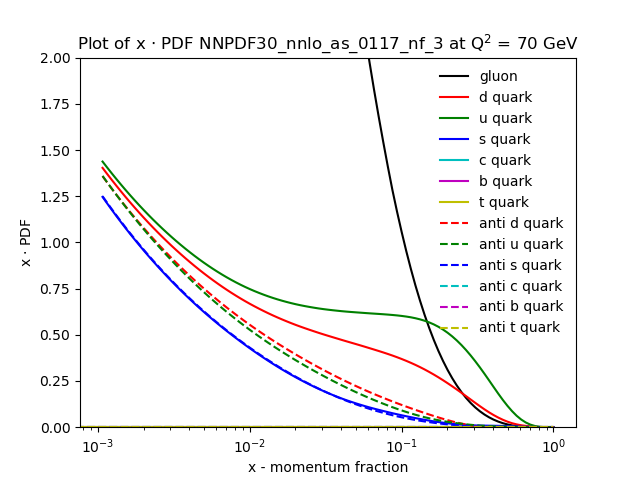 Plot of x · PDF NNPDF30_nnlo_as_0117_nf_3 at Q² = 70 GeV
2.00
1.75
1.50
1.25
1.00
0.75
0.50
0.25
0.00
x · PDF
gluon
d quark
u quark
s quark
c quark
b quark
t quark
anti d quark
anti u quark
anti s quark
anti c quark
anti b quark
anti t quark
10⁻³ 10⁻² 10⁻¹ 10⁰
x - momentum fraction